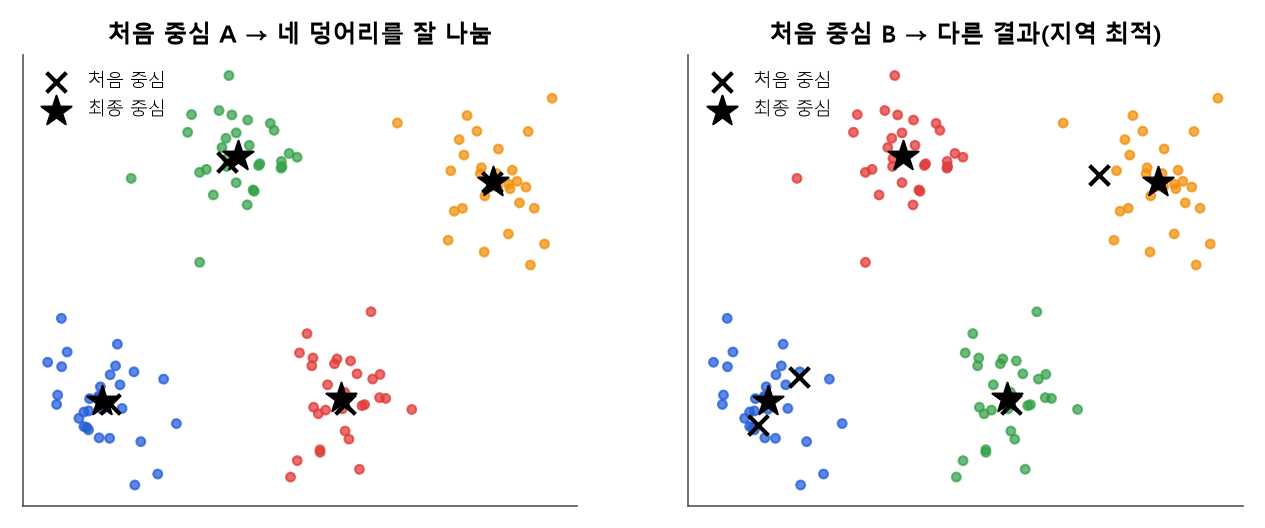 처음 중심 A → 네 덩어리를 잘 나눔
처음 중심
최종 중심
처음 중심 B → 다른 결과(지역 최적)
처음 중심
최종 중심